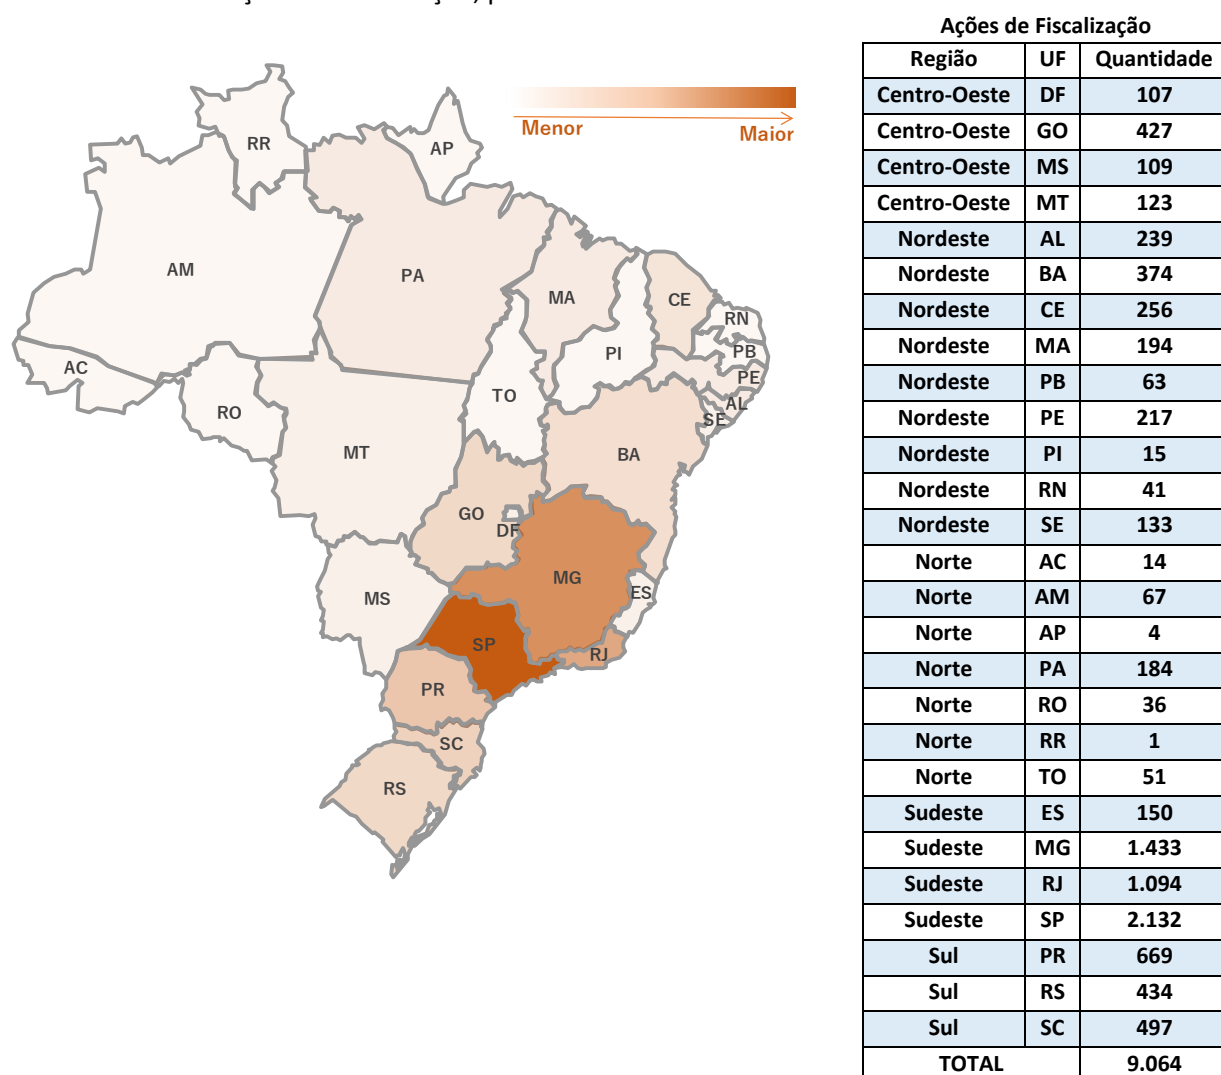 Ações de Fiscalização
Região UF Quantidade
Centro-Oeste DF 107
Centro-Oeste GO 427
Centro-Oeste MS 109
Centro-Oeste MT 123
Nordeste AL 239
Nordeste BA 374
Nordeste CE 256
Nordeste MA 194
Nordeste PB 63
Nordeste PE 217
Nordeste PI 15
Nordeste RN 41
Nordeste SE 133
Norte AC 14
Norte AM 67
Norte AP 4
Norte PA 184
Norte RO 36
Norte RR 1
Norte TO 51
Sudeste ES 150
Sudeste MG 1.433
Sudeste RJ 1.094
Sudeste SP 2.132
Sul PR 669
Sul RS 434
Sul SC 497
TOTAL 9.064
Menor Maior
RR
AP
AM
PA
MA
CE
RN
PI
PB
AC
PE
TO
AL
RO
SE
MT
BA
GO
DF
MG
ES
MS
SP
RJ
PR
SC
RS